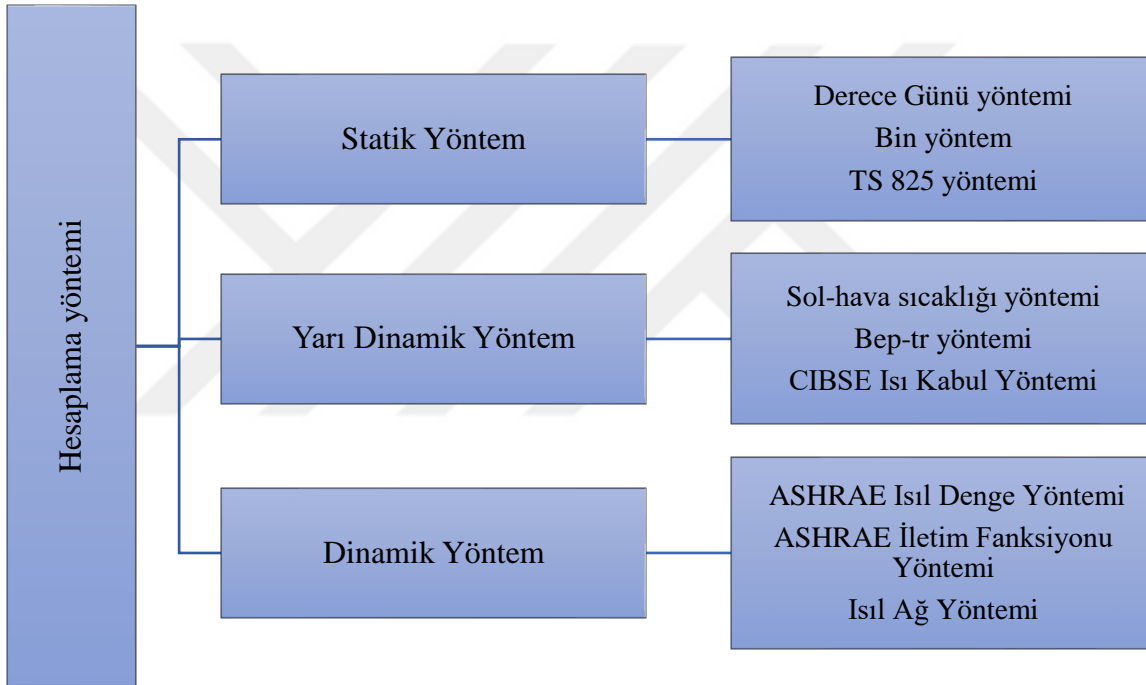 Hesaplama yöntemi
Statik Yöntem
Derece Günü yöntemi
Bin yöntem
TS 825 yöntemi
Yarı Dinamik Yöntem
Sol-hava sıcaklığı yöntemi
Bep-tr yöntemi
CIBSE Isı Kabul Yöntemi
Dinamik Yöntem
ASHRAE Isıl Denge Yöntemi
ASHRAE İletim Fanksiyonu
Yöntemi
Isıl Ağ Yöntemi